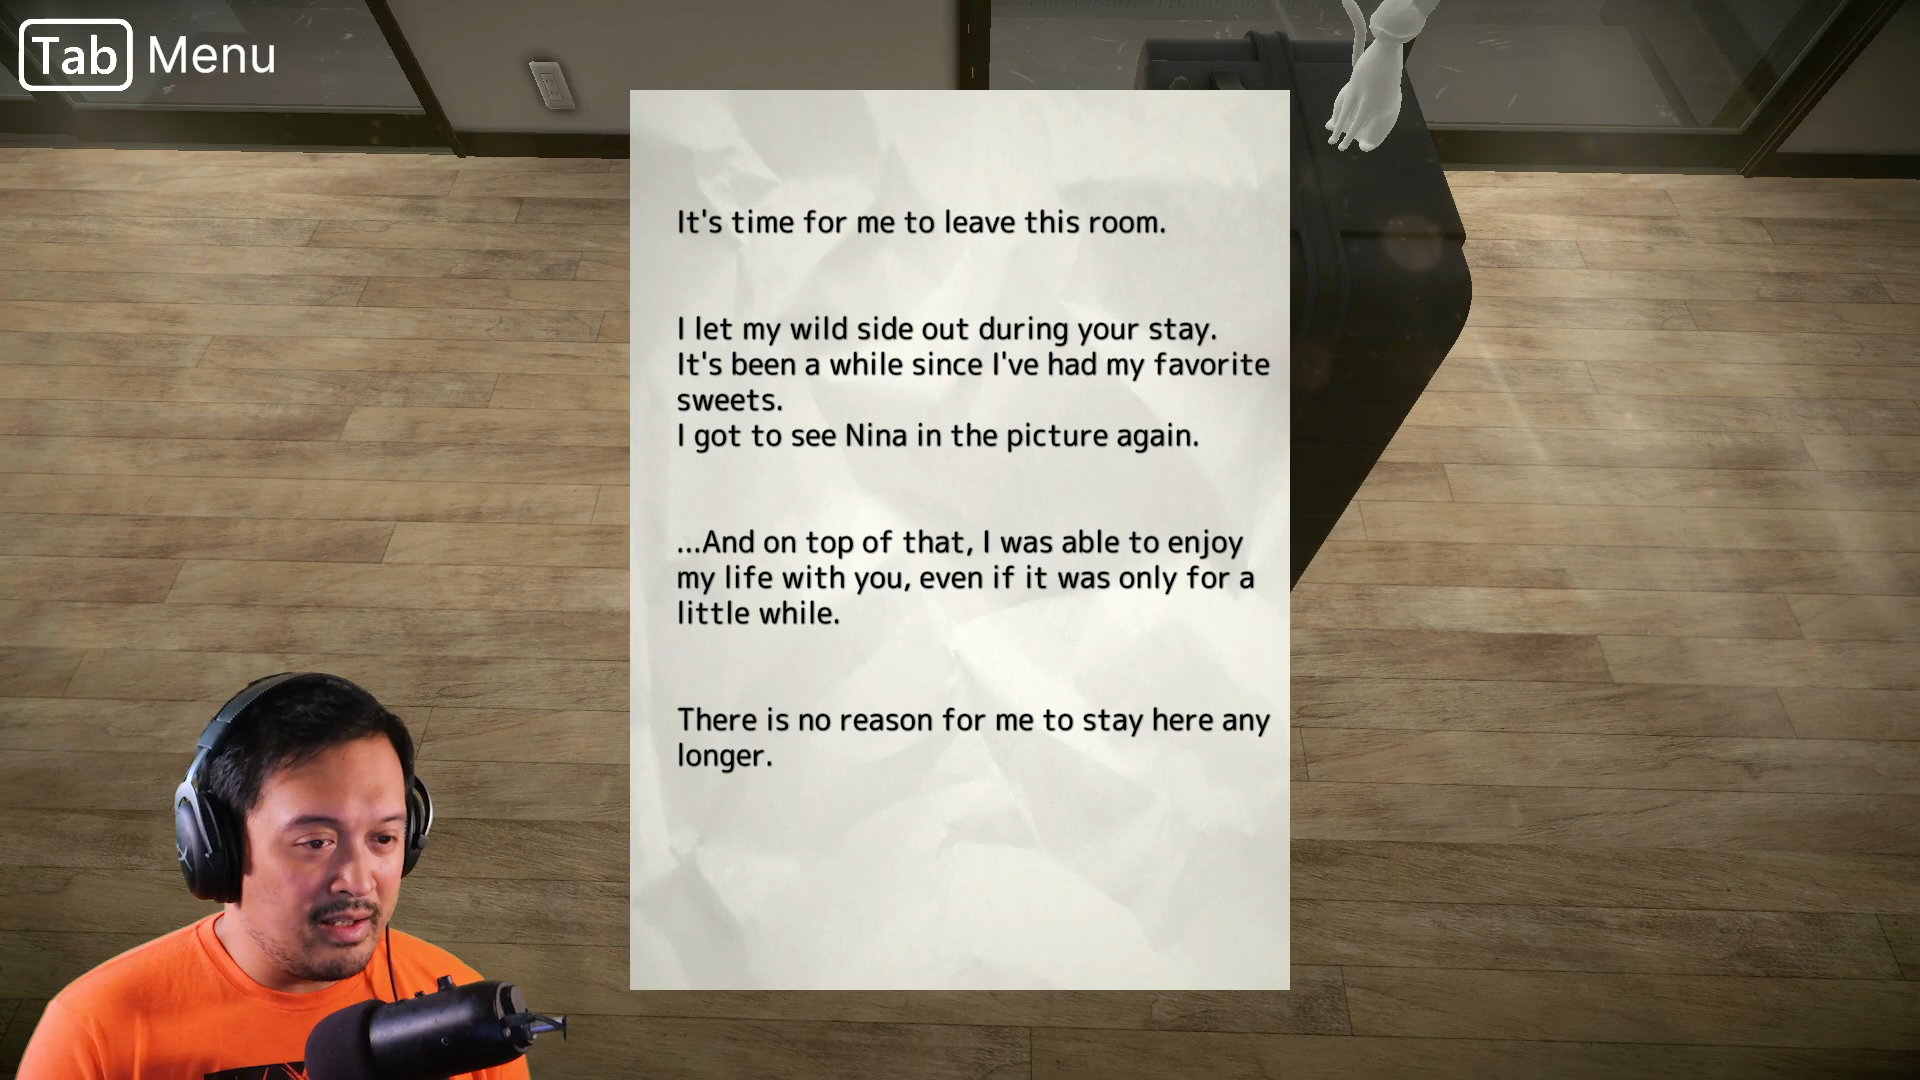 Tab Menu
It's time for me to leave this room.
I let my wild side out during your stay.
It's been a while since I've had my favorite
sweets.
I got to see Nina in the picture again.
...And on top of that, I was able to enjoy
my life with you, even if it was only for a
little while.
There is no reason for me to stay here any
longer.